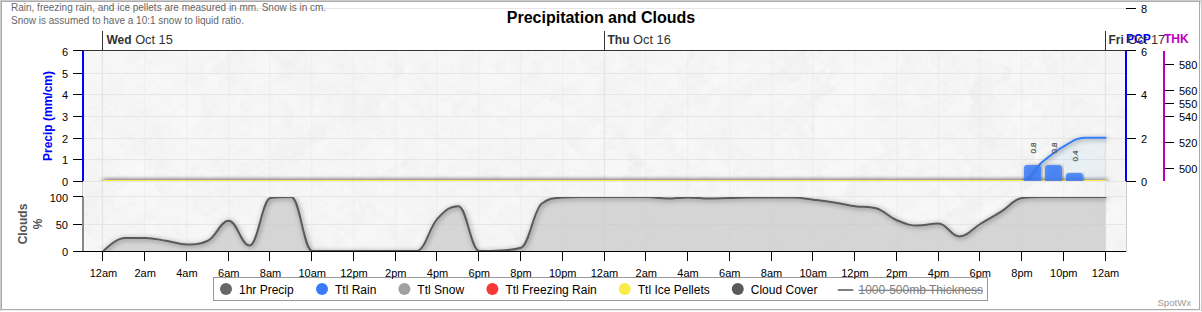 Rain, freezing rain, and ice pellets are measured in mm. Snow is in cm.
Snow is assumed to have a 10:1 snow to liquid ratio.
Precipitation and Clouds
Wed Oct 15
Thu Oct 16
Fri Oct 17
PCP
THK
Precip (mm/cm)
6
5
4
3
2
1
0
8
6
4
2
0
580
560
550
540
520
500
0.8
0.8
0.4
Clouds
%
100
50
0
12am 2am 4am 6am 8am 10am 12pm 2pm 4pm 6pm 8pm 10pm 12am 2am 4am 6am 8am 10am 12pm 2pm 4pm 6pm 8pm 10pm 12am
1hr Precip Ttl Rain Ttl Snow Ttl Freezing Rain Ttl Ice Pellets Cloud Cover 1000-500mb Thickness
SpotWx